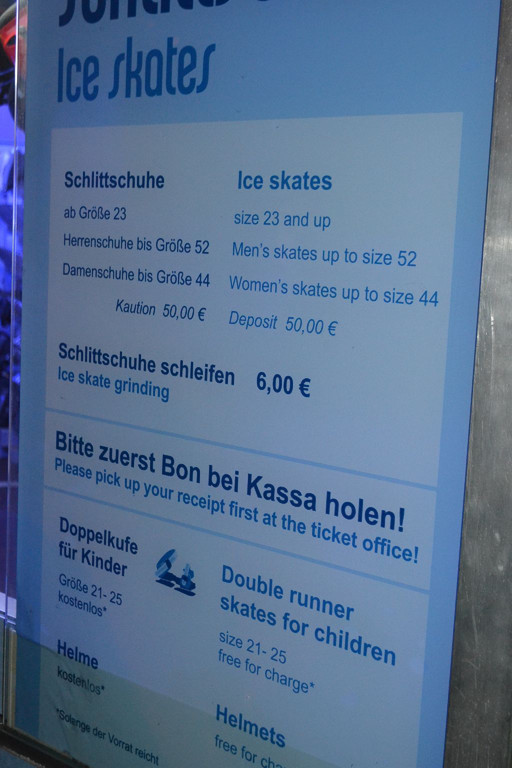 Ice skates
Schlittschuhe
ab Größe 23
Herrenschuhe bis Größe 52
Damenschuhe bis Größe 44
Kaution 50,00 €
Ice skates
size 23 and up
Men's skates up to size 52
Women's skates up to size 44
Deposit 50,00 €
Schlittschuhe schleifen 6,00 €
Ice skate grinding
Bitte zuerst Bon bei Kassa holen!
Please pick up your receipt first at the ticket office!
Doppelkufe
für Kinder
Größe 21- 25
kostenlos*
Double runner
skates for children
size 21- 25
free for charge*
Helme
kostenlos*
Helmets
free for cha
*Solange der Vorrat reicht